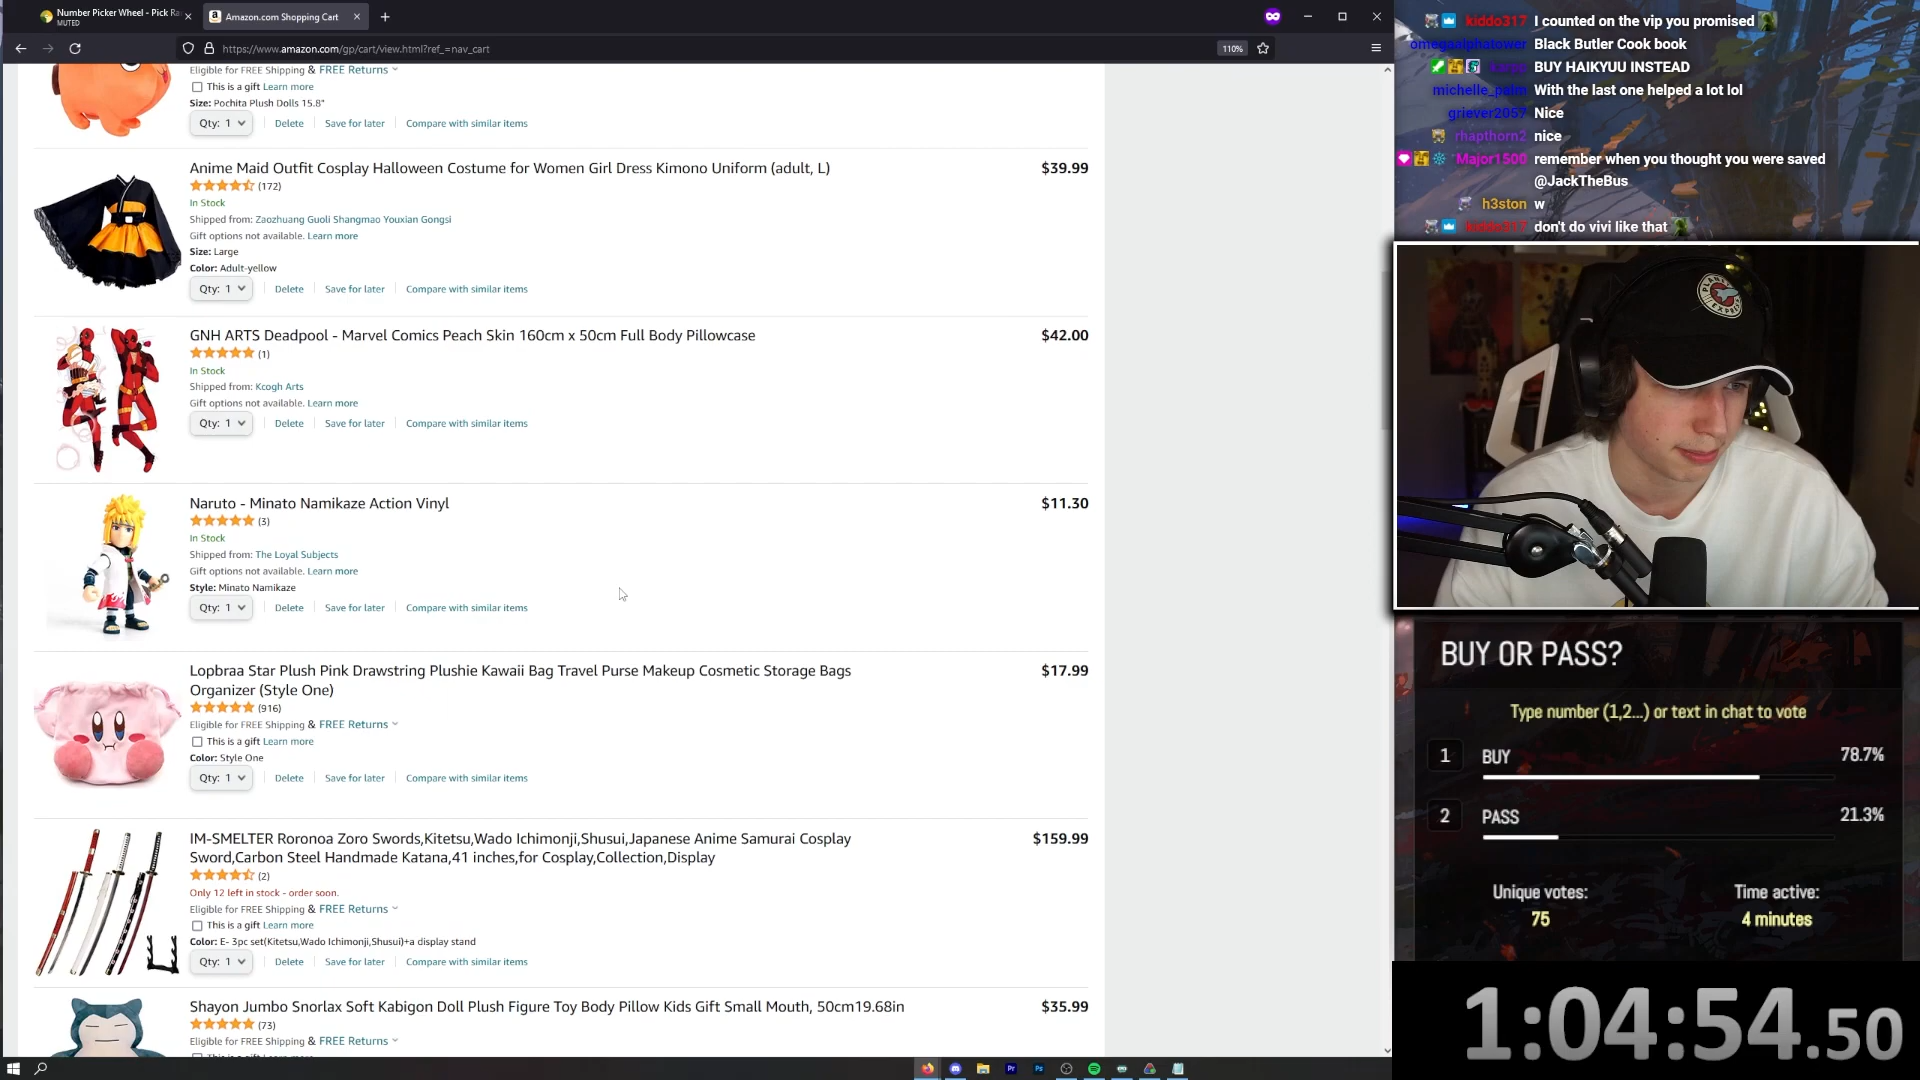 Number Picker Wheel - Pick Ra
MUTED
Amazon.com Shopping Cart
https://www.amazon.com/gp/cart/view.html?ref_=nav_cart
110%
Eligible for FREE Shipping & FREE Returns
This is a gift Learn more
Size: Pochita Plush Dolls 15.8"
Qty: 1
Delete
Save for later
Compare with similar items
Anime Maid Outfit Cosplay Halloween Costume for Women Girl Dress Kimono Uniform (adult, L)
$39.99
(172)
In Stock
Shipped from: Zaozhuang Guoli Shangmao Youxian Gongsi
Gift options not available. Learn more
Size: Large
Color: Adult-yellow
Qty: 1
Delete
Save for later
Compare with similar items
GNH ARTS Deadpool - Marvel Comics Peach Skin 160cm x 50cm Full Body Pillowcase
$42.00
(1)
In Stock
Shipped from: Kcogh Arts
Gift options not available. Learn more
Qty: 1
Delete
Save for later
Compare with similar items
Naruto - Minato Namikaze Action Vinyl
$11.30
(3)
In Stock
Shipped from: The Loyal Subjects
Gift options not available. Learn more
Style: Minato Namikaze
Qty: 1
Delete
Save for later
Compare with similar items
Lopbraa Star Plush Pink Drawstring Plushie Kawaii Bag Travel Purse Makeup Cosmetic Storage Bags
Organizer (Style One)
$17.99
(916)
Eligible for FREE Shipping & FREE Returns
This is a gift Learn more
Color: Style One
Qty: 1
Delete
Save for later
Compare with similar items
IM-SMELTER Roronoa Zoro Swords,Kitetsu,Wado Ichimonji,Shusui,Japanese Anime Samurai Cosplay
Sword,Carbon Steel Handmade Katana,41 inches,for Cosplay,Collection,Display
$159.99
(2)
Only 12 left in stock - order soon.
Eligible for FREE Shipping & FREE Returns
This is a gift Learn more
Color: E- 3pc set(Kitetsu,Wado Ichimonji,Shusui)+a display stand
Qty: 1
Delete
Save for later
Compare with similar items
Shayon Jumbo Snorlax Soft Kabigon Doll Plush Figure Toy Body Pillow Kids Gift Small Mouth, 50cm19.68in
$35.99
(73)
Eligible for FREE Shipping & FREE Returns
kiddo317 I counted on the vip you promised
omegaalphatower Black Butler Cook book
BUY HAIKYUU INSTEAD
michelle_palm With the last one helped a lot lol
griever2057 Nice
rhapthorn2 nice
Major1500 remember when you thought you were saved
@JackTheBus
h3ston w
kiddo317 don't do vivi like that
PLANET EXPRESS
BUY OR PASS?
Type number (1,2...) or text in chat to vote
1 BUY 78.7%
2 PASS 21.3%
Unique votes: 75
Time active: 4 minutes
1:04:54.50